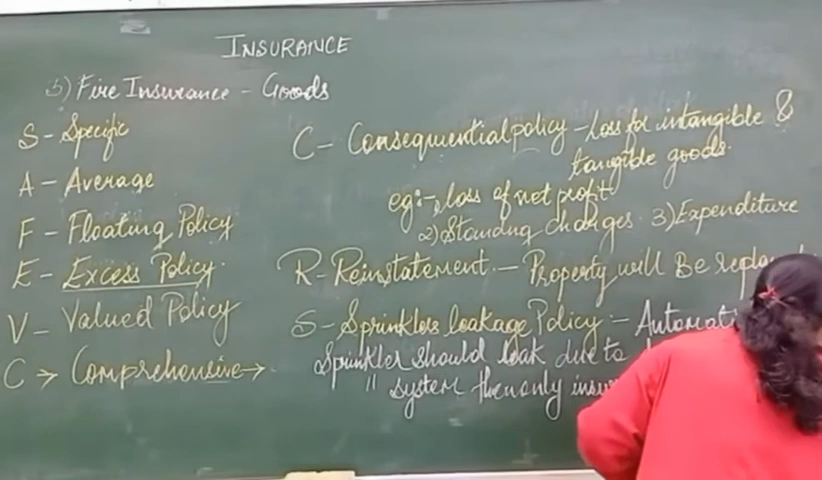 INSURANCE
3) Fire Insurance - Goods
S - Specific
A - Average
F - Floating Policy
E - Excess Policy
V - Valued Policy
C → Comprehensive →
C - Consequential policy - Loss for intangible &
tangible goods.
eg:- loss of net profit
2) Standing charges 3) Expenditure
R - Reinstatement - Property will Be
S - Sprinklers leakage Policy -
Sprinkler should leak due to
" system then only